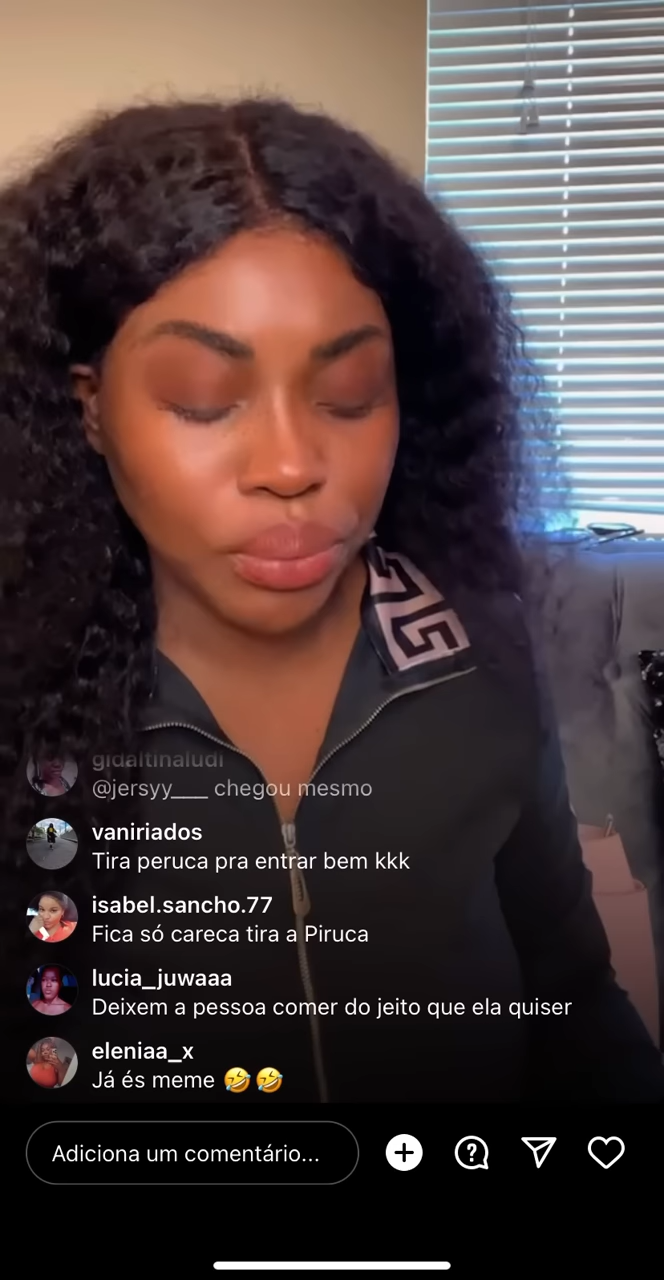 gidaltinaludi
@jersyy___ chegou mesmo
vaniriados
Tira peruca pra entrar bem kkk
isabel.sancho.77
Fica só careca tira a Piruca
lucia_juwaaa
Deixem a pessoa comer do jeito que ela quiser
eleniaa_x
Já és meme 🤣🤣
Adiciona um comentário...